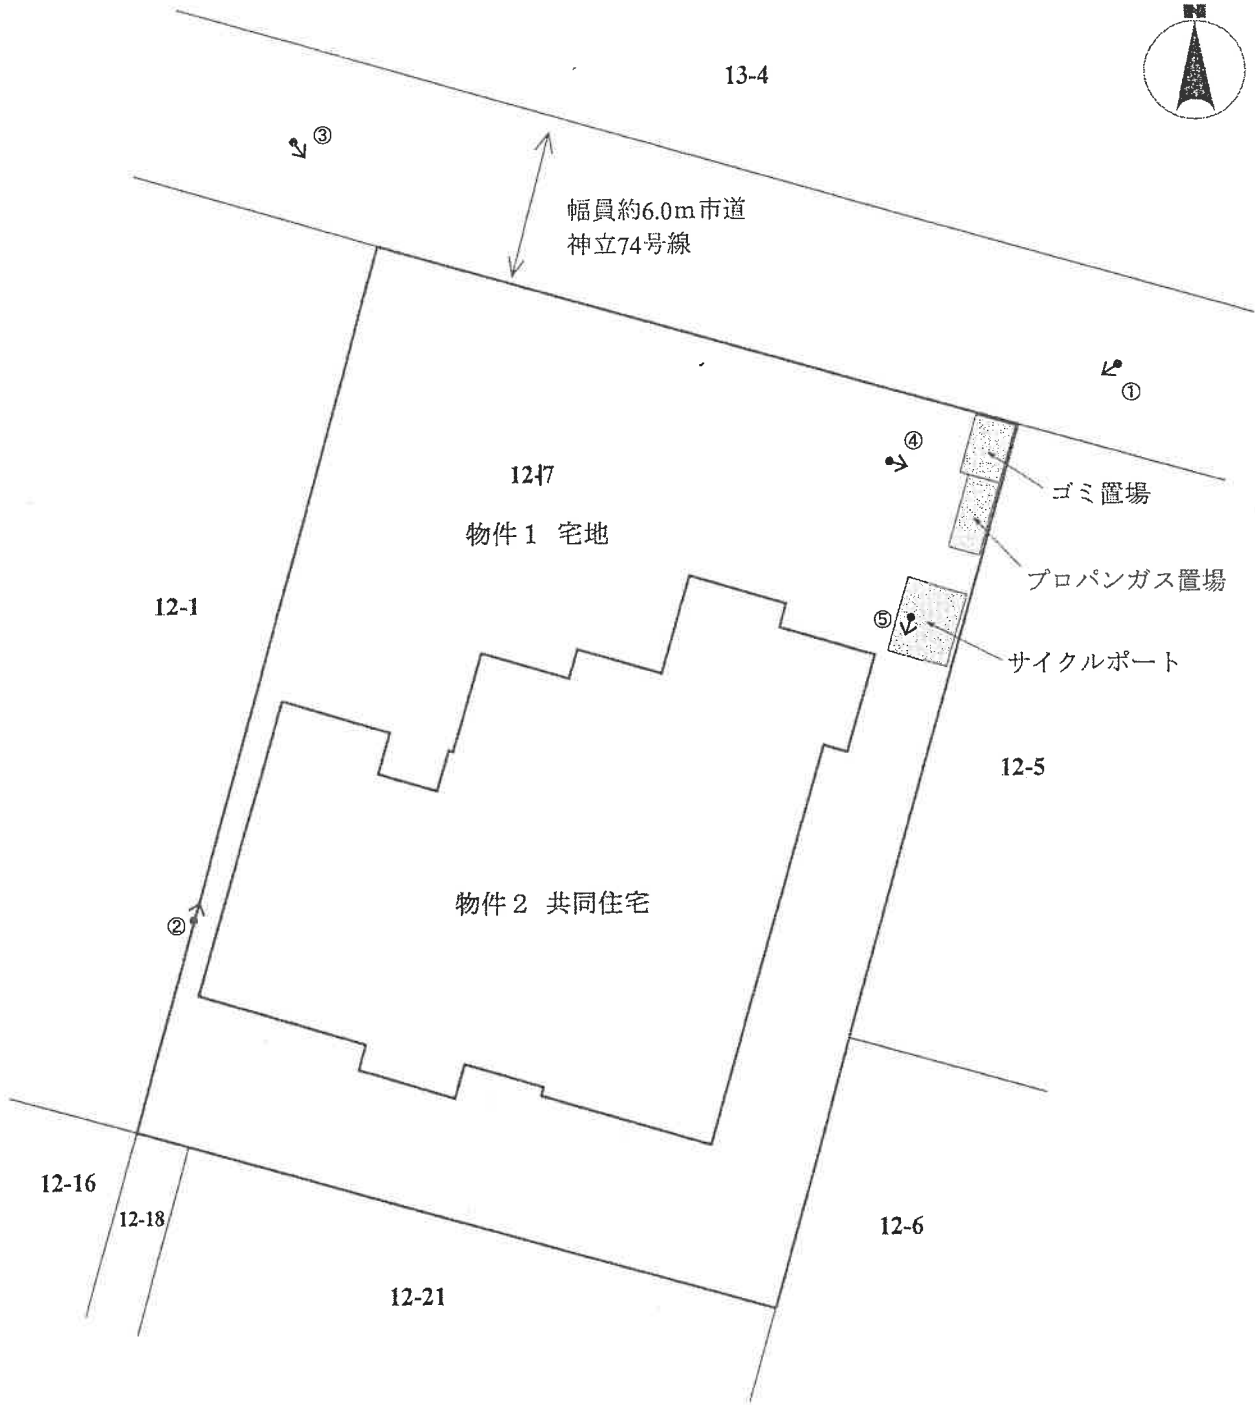 N
13-4
③
幅員約6.0m市道
神立74号線
①
④
12-17
ゴミ置場
物件1 宅地
プロパンガス置場
12-1
⑤
サイクルポート
12-5
物件2 共同住宅
②
12-16
12-18
12-6
12-21